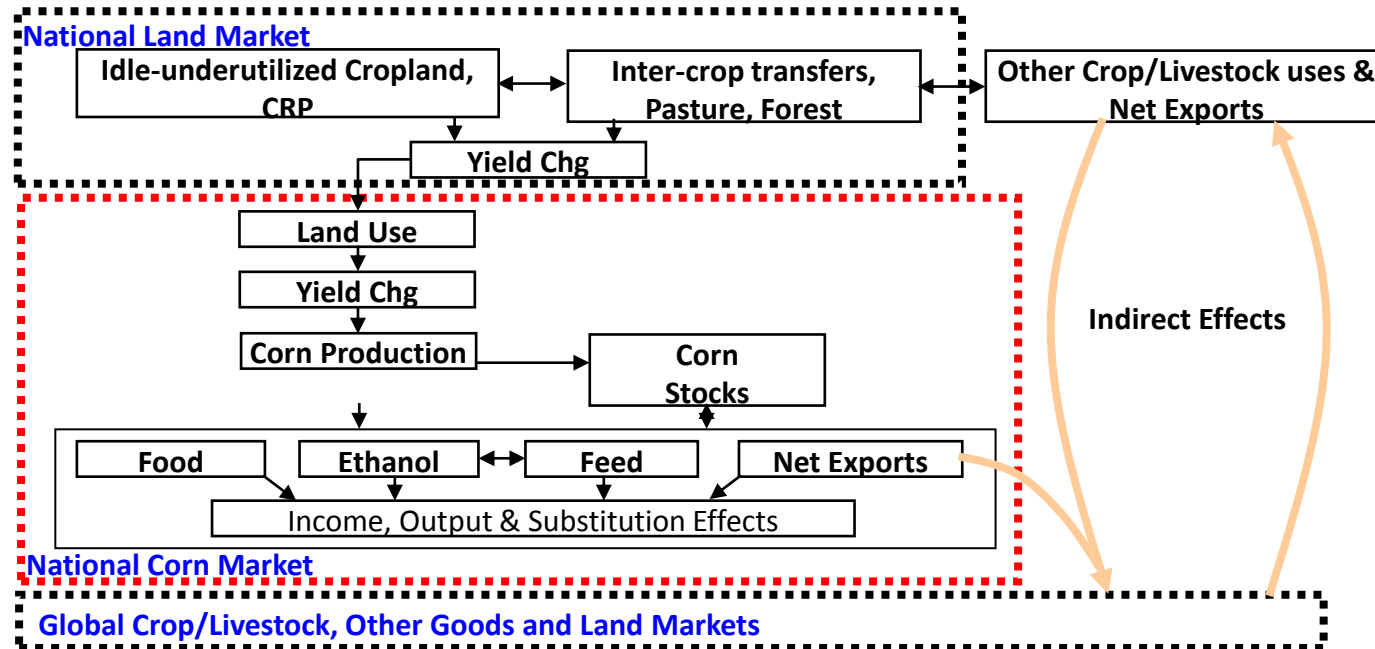 National Land Market
Idle-underutilized Cropland,
CRP
Inter-crop transfers,
Pasture, Forest
Other Crop/Livestock uses &
Net Exports
Yield Chg
Land Use
Yield Chg
Corn Production
Corn
Stocks
Indirect Effects
Food
Ethanol
Feed
Net Exports
Income, Output & Substitution Effects
National Corn Market
Global Crop/Livestock, Other Goods and Land Markets